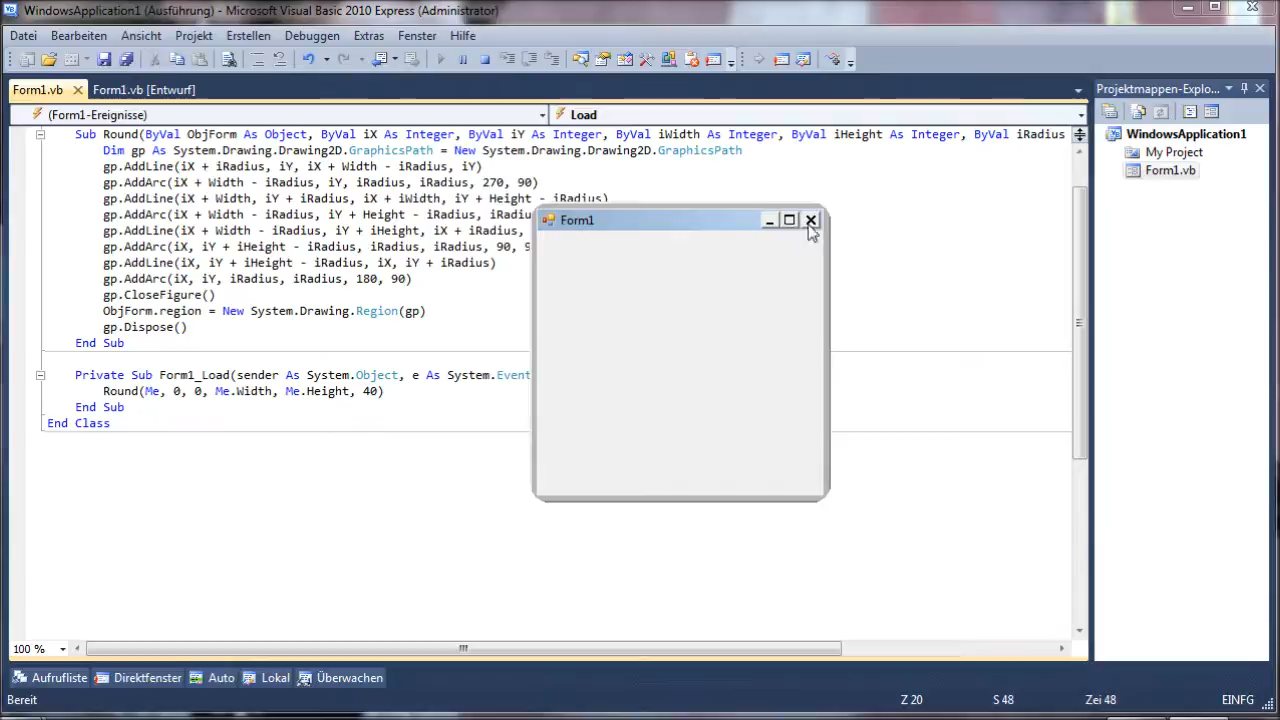 WindowsApplication1 (Ausführung) - Microsoft Visual Basic 2010 Express (Administrator)
Datei Bearbeiten Ansicht Projekt Erstellen Debuggen Extras Fenster Hilfe
Form1.vb Form1.vb [Entwurf]
(Form1-Ereignisse) Load
Sub Round(ByVal ObjForm As Object, ByVal iX As Integer, ByVal iY As Integer, ByVal iWidth As Integer, ByVal iHeight As Integer, ByVal iRadius
Dim gp As System.Drawing.Drawing2D.GraphicsPath = New System.Drawing.Drawing2D.GraphicsPath
gp.AddLine(iX + iRadius, iY, iX + Width - iRadius, iY)
gp.AddArc(iX + Width - iRadius, iY, iRadius, iRadius, 270, 90)
gp.AddLine(iX + Width, iY + iRadius, iX + iWidth, iY + Height - iRadius)
gp.AddArc(iX + Width - iRadius, iY + Height - iRadius,
gp.AddLine(iX + Width, iY + iHeight, iX + iRadius,
gp.AddArc(iX, iY + iHeight - iRadius, iRadius, iRadius, 90, 9
gp.AddLine(iX, iY + iHeight - iRadius, iX, iY + iRadius)
gp.AddArc(iX, iY, iRadius, iRadius, 180, 90)
gp.CloseFigure()
ObjForm.region = New System.Drawing.Region(gp)
gp.Dispose()
End Sub
Private Sub Form1_Load(sender As System.Object, e As System.Event
Round(Me, 0, 0, Me.Width, Me.Height, 40)
End Sub
End Class
Form1
Projektmappen-Explo...
WindowsApplication1
My Project
Form1.vb
100 %
Aufrufliste Direktfenster Auto Lokal Überwachen
Bereit Z 20 S 48 Zei 48 EINFG